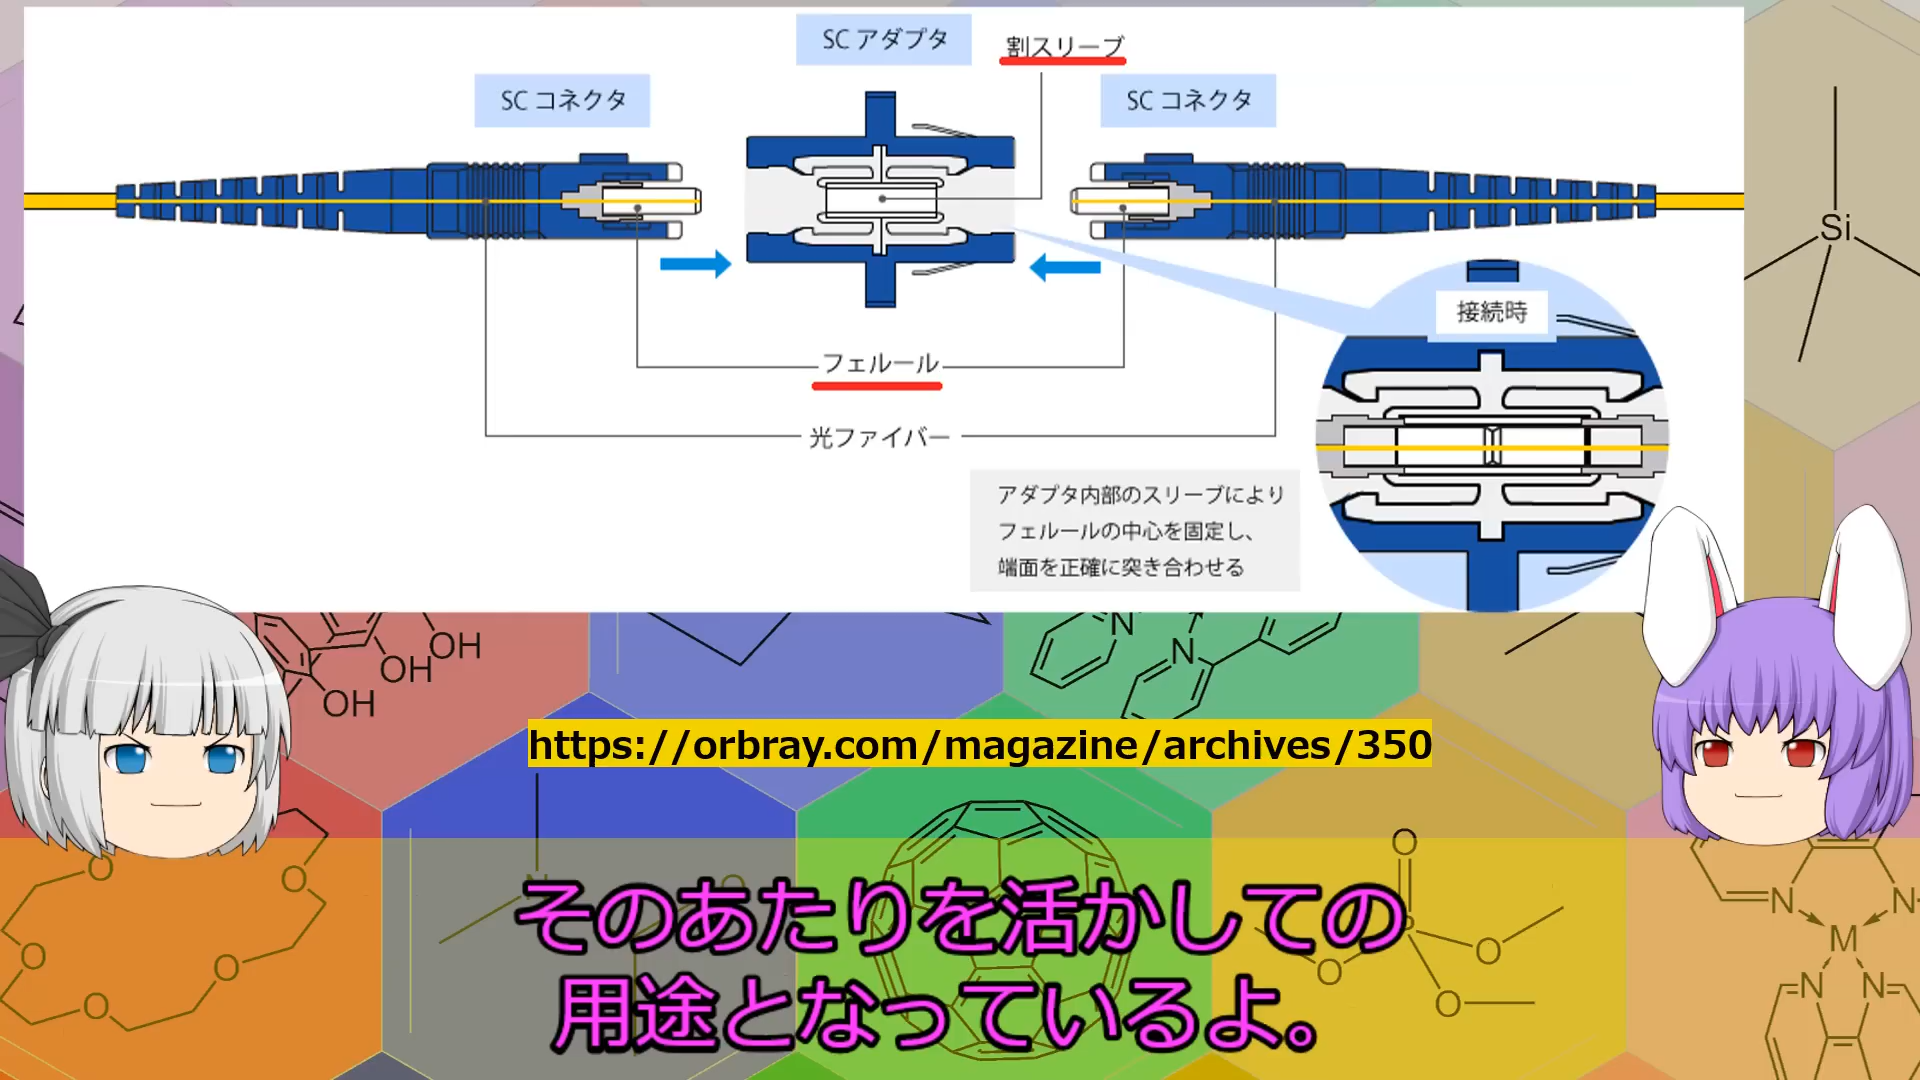 SC アダプタ
割スリーブ
SC コネクタ
SC コネクタ
接続時
フェルール
光ファイバー
アダプタ内部のスリーブにより
フェルールの中心を固定し、
端面を正確に突き合わせる
Si
OH
OH
OH
N
N
https://orbray.com/magazine/archives/350
O
O
O
O
O
O
P
O
O
O
N
N
M
N
N
そのあたりを活かしての
用途となっているよ。